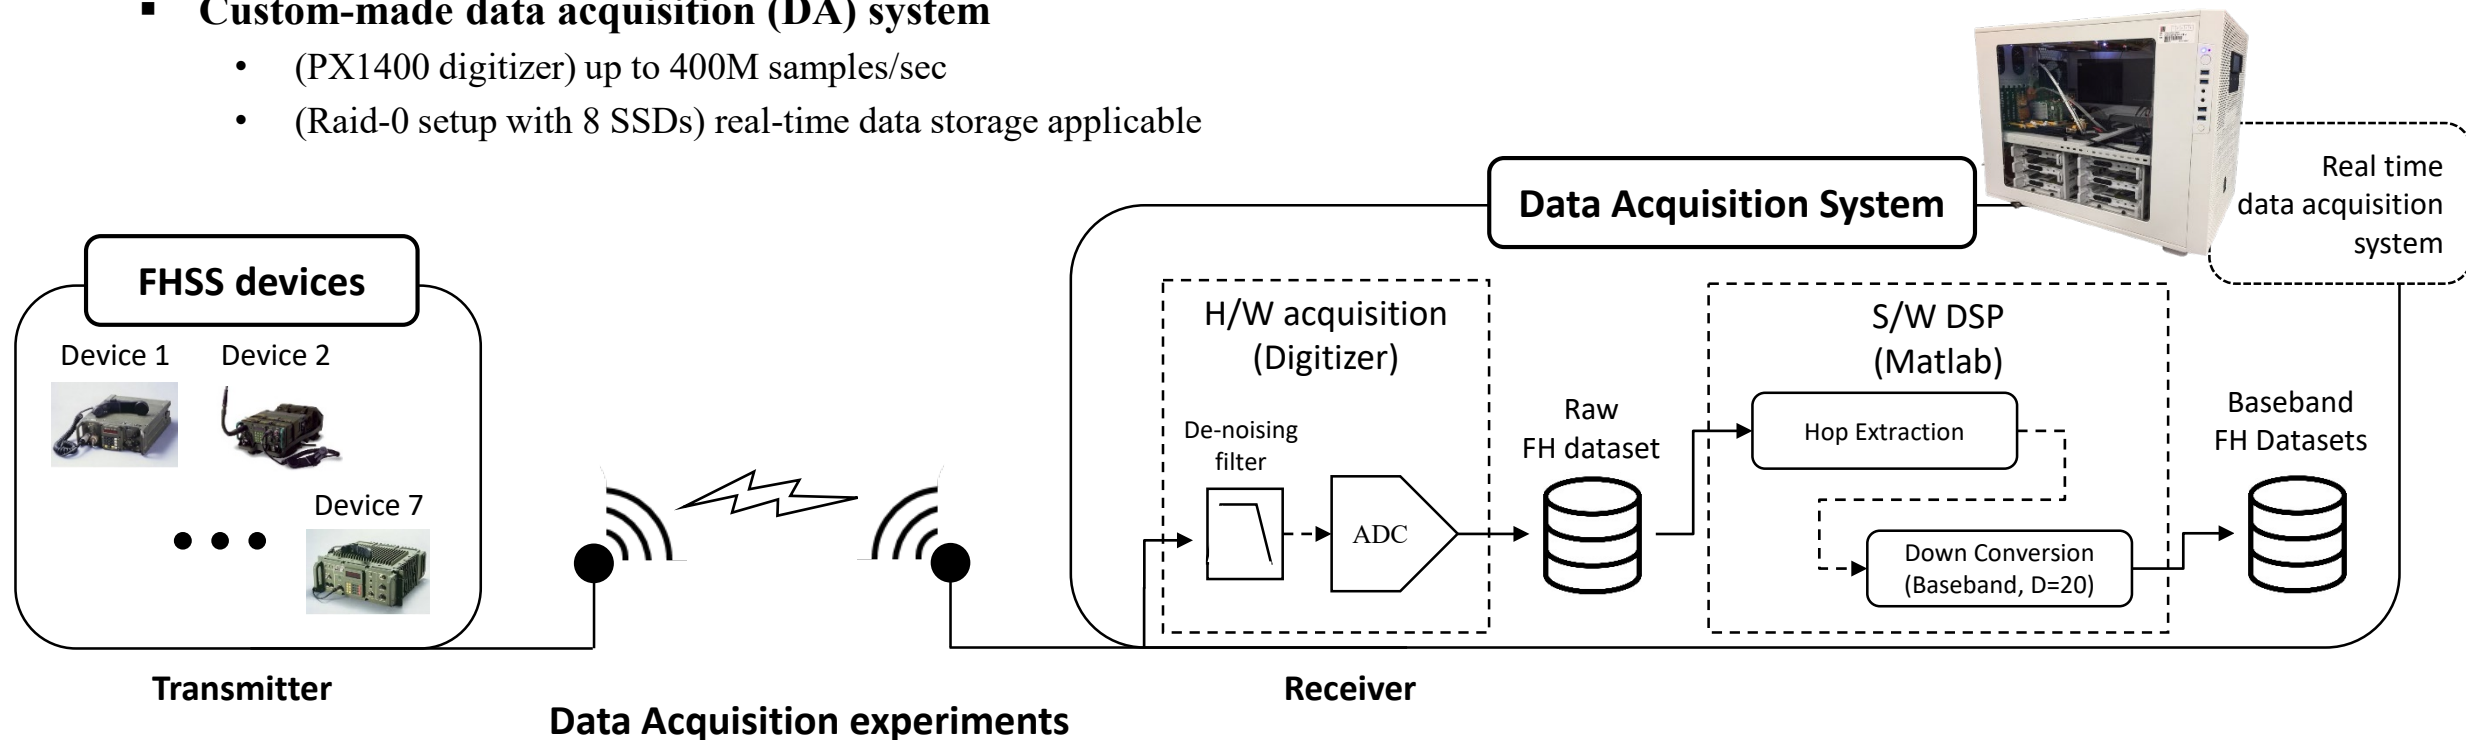 ▪ Custom-made data acquisition (DA) system
• (PX1400 digitizer) up to 400M samples/sec
• (Raid-0 setup with 8 SSDs) real-time data storage applicable
Real time
data acquisition
system
Data Acquisition System
FHSS devices
Device 1
Device 2
Device 7
H/W acquisition
(Digitizer)
De-noising
filter
ADC
Raw
FH dataset
S/W DSP
(Matlab)
Hop Extraction
Down Conversion
(Baseband, D=20)
Baseband
FH Datasets
Transmitter
Receiver
Data Acquisition experiments